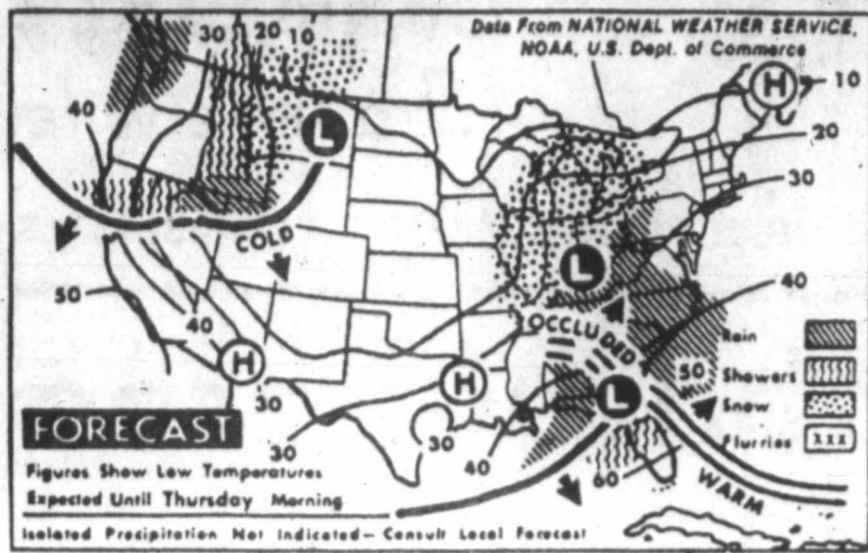 Data From NATIONAL WEATHER SERVICE,
NOAA, U.S. Dept. of Commerce
30 20 10
H
10
40
L
20
30
COLD
L
50
40
40
OCCLUDED
Rain
H
H
50
Showers
30
L
Snow
FORECAST
30
30
40
Flurries
XXX
60
WARM
Figures Show Low Temperatures
Expected Until Thursday Morning
Isolated Precipitation Not Indicated – Consult Local Forecast